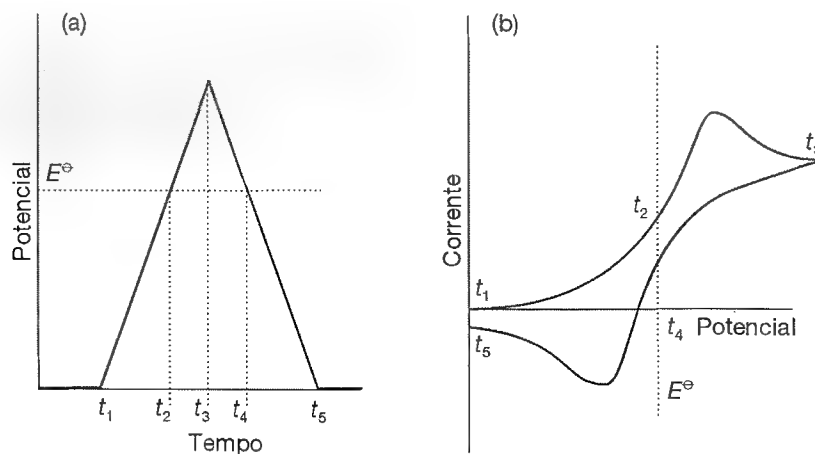 (a)
Potencial
E⊖
t₁ t₂ t₃ t₄ t₅
Tempo
(b)
Corrente
t₁
t₂
t₅
t₄ Potencial
E⊖